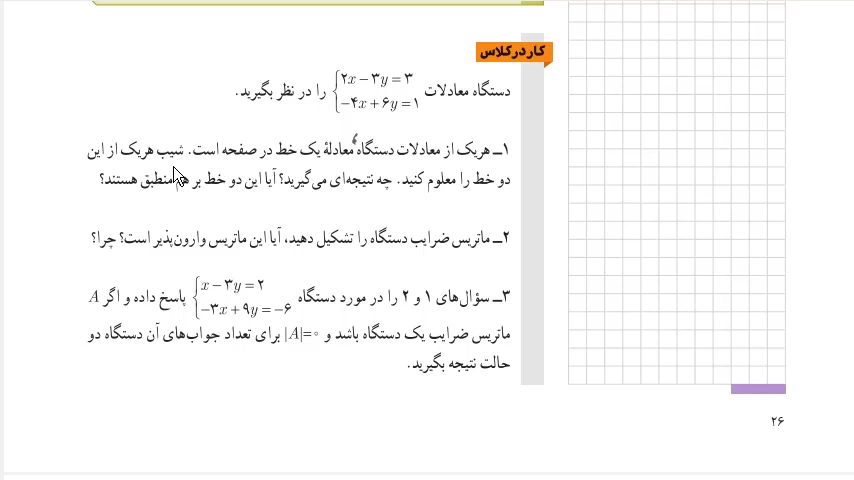 کار در کلاس
دستگاه معادلات { ۲x − ۳y = ۳ را در نظر بگیرید.
−۴x + ۶y = ۱
۱ــ هریک از معادلات دستگاه معادلهٔ یک خط در صفحه است. شیب هریک از این
دو خط را معلوم کنید. چه نتیجه‌ای می‌گیرید؟ آیا این دو خط بر هم منطبق هستند؟
۲ــ ماتریس ضرایب دستگاه را تشکیل دهید، آیا این ماتریس وارون‌پذیر است؟ چرا؟
۳ــ سؤال‌های ۱ و ۲ را در مورد دستگاه { x − ۳y = ۲ پاسخ داده و اگر A
−۳x + ۹y = −۶
ماتریس ضرایب یک دستگاه باشد و |A|=۰ برای تعداد جواب‌های آن دستگاه دو
حالت نتیجه بگیرید.
۲۶